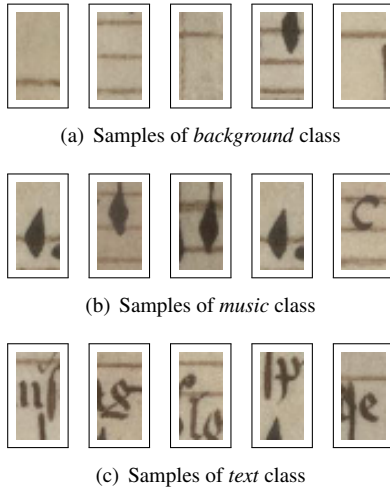 (a) Samples of background class
(b) Samples of music class
(c) Samples of text class